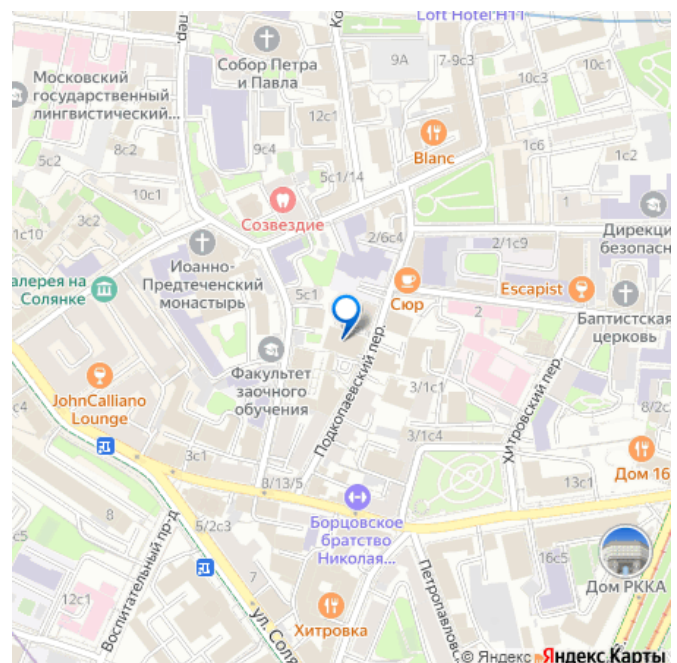 Loft Hotel'H11
пер.
Ко
Собор Петра
и Павла
9А
7-9с3
10с1
10с3
Московский
государственный
лингвистический...
12с1
Blanc
8с2
9с4
1с6
1с2
5с2
5с1/14
10с1
Созвездие
3с2
1с10
2/6с4
2/1с9
Дирекци
безопасн
Иоанно-
Предтеченский
монастырь
алерея на
Солянке
5с1
Сюр
Escapist
2
Баптистская
церковь
Факультет
заочного
обучения
Подкопаевский пер.
JohnCalliano
Lounge
3/1с1
Хитровский пер.
8/2с
3/1с4
3с1
Дом 16
8/13/5
13с1
8
5/2с3
Борцовское
братство
Николая...
Воспитательный пр-д
7
16с5
Петропавловс
Дом РККА
12с1
ул. Соля
Хитровка
© Яндекс Яндекс Карты